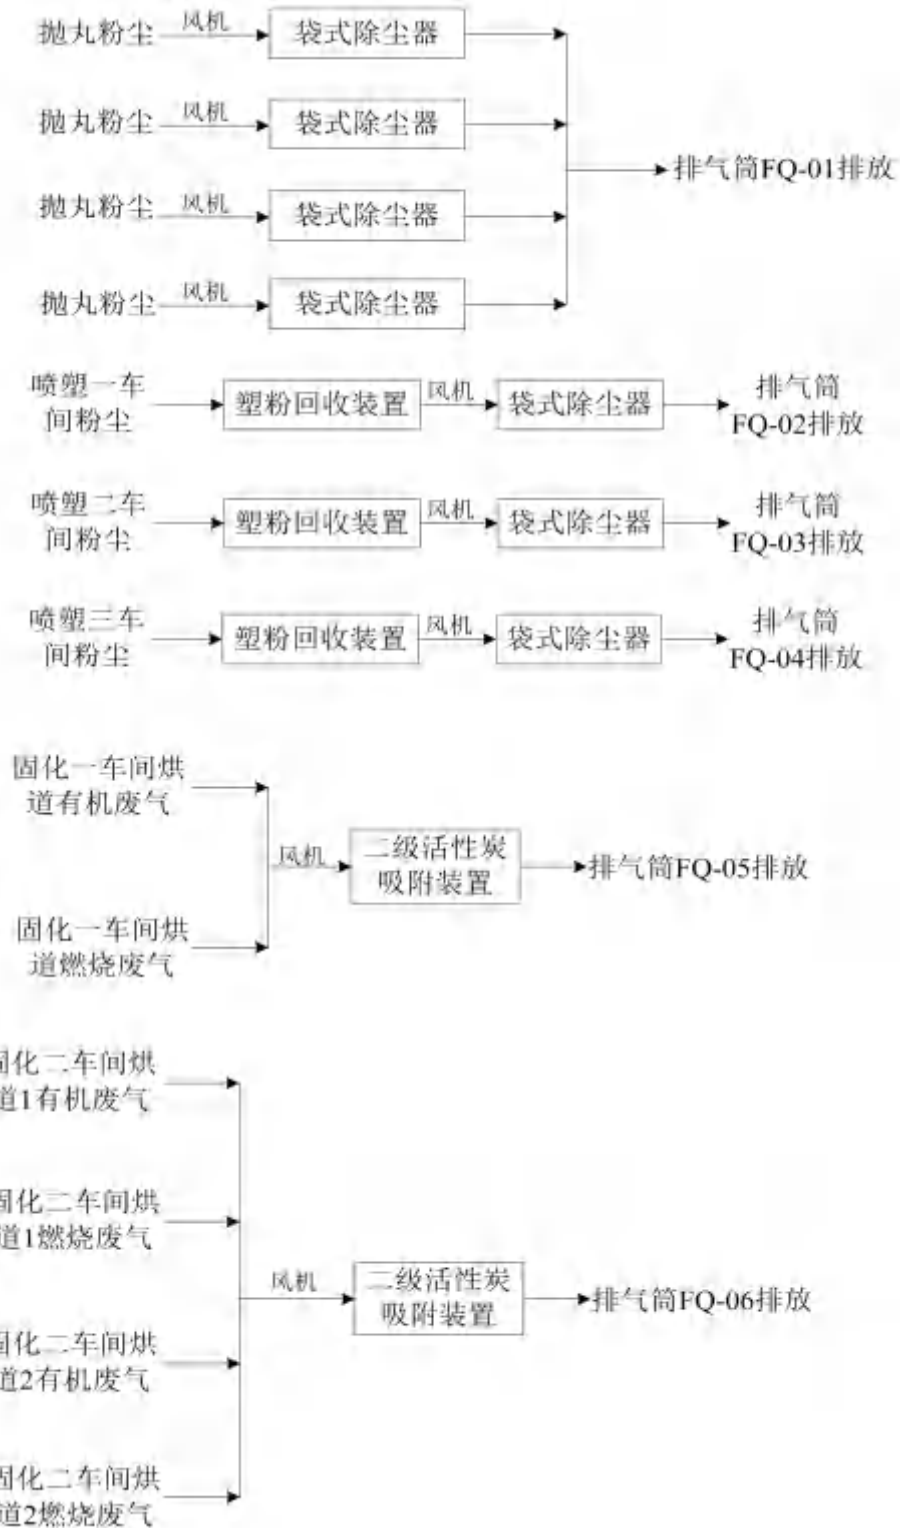 抛丸粉尘 风机 袋式除尘器
抛丸粉尘 风机 袋式除尘器
排气筒FQ-01排放
抛丸粉尘 风机 袋式除尘器
抛丸粉尘 风机 袋式除尘器
喷塑一车
间粉尘
塑粉回收装置 风机 袋式除尘器
排气筒
FQ-02排放
喷塑二车
间粉尘
塑粉回收装置 风机 袋式除尘器
排气筒
FQ-03排放
喷塑三车
间粉尘
塑粉回收装置 风机 袋式除尘器
排气筒
FQ-04排放
固化一车间烘
道有机废气
风机
二级活性炭
吸附装置
排气筒FQ-05排放
固化一车间烘
道燃烧废气
固化二车间烘
道1有机废气
固化二车间烘
道1燃烧废气
风机
二级活性炭
吸附装置
排气筒FQ-06排放
固化二车间烘
道2有机废气
固化二车间烘
道2燃烧废气